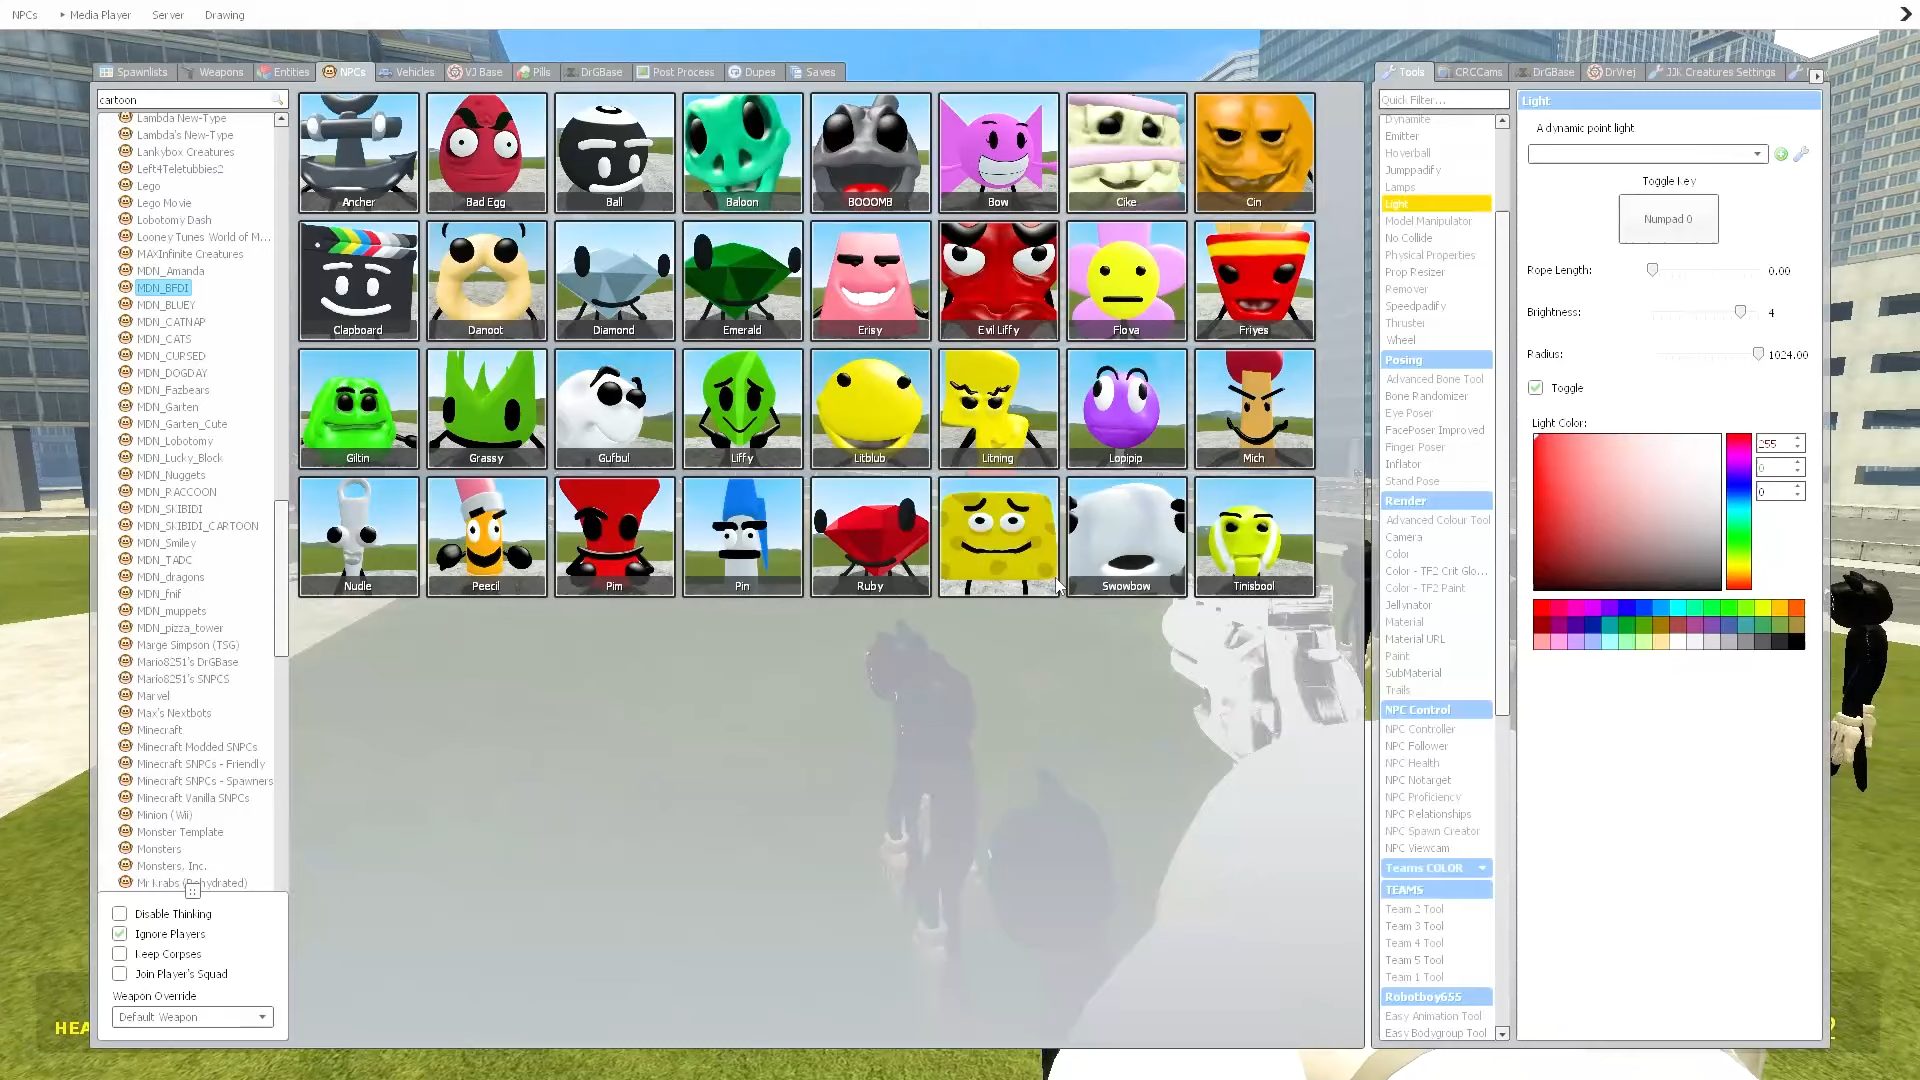 NPCs Media Player Server Drawing
Spawnlists Weapons Entities NPCs Vehicles VJ Base Pills DrGBase Post Process Dupes Saves
Tools CRCCams DrGBase DrVrej JJK Creatures Settings
cartoon
Lambda New-Type
Lambda's New-Type
Lankybox Creatures
Left4Teletubbies2
Lego
Lego Movie
Lobotomy Dash
Looney Tunes World of M...
MAXInfinite Creatures
MDN_Amanda
MDN_BFDI
MDN_BLUEY
MDN_CATNAP
MDN_CATS
MDN_CURSED
MDN_DOGDAY
MDN_Fazbears
MDN_Garten
MDN_Garten_Cute
MDN_Lobotomy
MDN_Lucky_Block
MDN_Nuggets
MDN_RACCOON
MDN_SKIBIDI
MDN_SKIBIDI_CARTOON
MDN_Smiley
MDN_TADC
MDN_dragons
MDN_fnif
MDN_muppets
MDN_pizza_tower
Marge Simpson (TSG)
Mario8251's DrGBase
Mario8251's SNPCS
Marvel
Max's Nextbots
Minecraft
Minecraft Modded SNPCs
Minecraft SNPCs - Friendly
Minecraft SNPCs - Spawners
Minecraft Vanilla SNPCs
Minion (Wii)
Monster Template
Monsters
Monsters, Inc.
Mr Krabs (Rehydrated)
Disable Thinking
Ignore Players
Keep Corpses
Join Player's Squad
Weapon Override
Default Weapon
HEA
Ancher Bad Egg Ball Baloon BOOOMB Bow Cike Cin
Clapboard Danoot Diamond Emerald Erisy Evil Liffy Flova Friyes
Giltin Grassy Gufbul Liffy Litblub Litning Lopipip Mich
Nudle Peecil Pim Pin Ruby Swowbow Tinisbool
Quick Filter...
Dynamite
Emitter
Hoverball
Jumppadify
Lamps
Light
Model Manipulator
No Collide
Physical Properties
Prop Resizer
Remover
Speedpadify
Thruster
Wheel
Posing
Advanced Bone Tool
Bone Randomizer
Eye Poser
FacePoser Improved
Finger Poser
Inflator
Stand Pose
Render
Advanced Colour Tool
Camera
Color
Color - TF2 Crit Glo...
Color - TF2 Paint
Jellynator
Material
Material URL
Paint
SubMaterial
Trails
NPC Control
NPC Controller
NPC Follower
NPC Health
NPC Notarget
NPC Proficiency
NPC Relationships
NPC Spawn Creator
NPC Viewcam
Teams COLOR
TEAMS
Team 2 Tool
Team 3 Tool
Team 4 Tool
Team 5 Tool
Team 1 Tool
Robotboy655
Easy Animation Tool
Easy Bodygroup Tool
Light
A dynamic point light
Toggle Key
Numpad 0
Rope Length: 0.00
Brightness: 4
Radius: 1024.00
Toggle
Light Color:
255
0
0